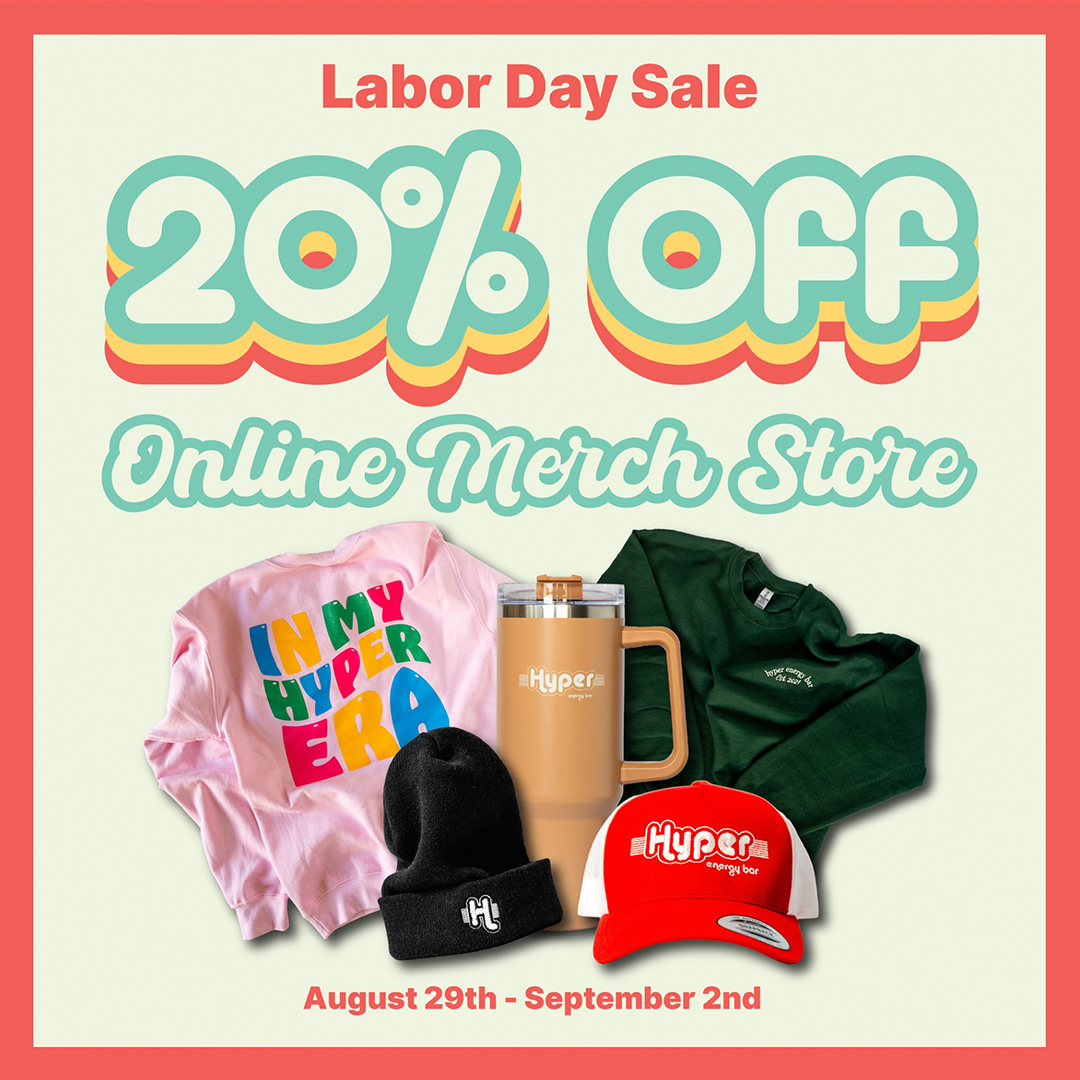 Labor Day Sale
20% Off
Online Merch Store
IN MY
HYPER
ERA
Hyper
energy bar
hyper energy bar
Est. 2021
H
Hyper
energy bar
August 29th - September 2nd